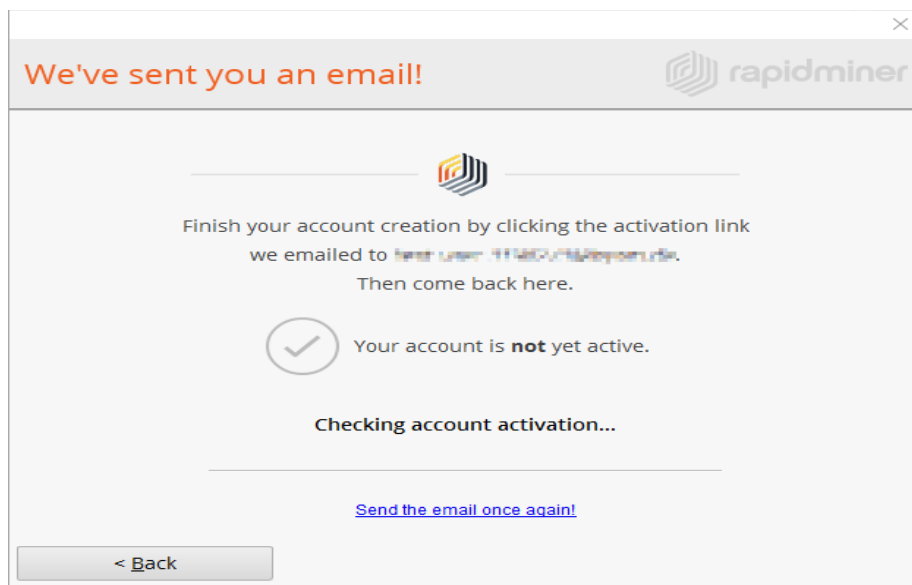 We've sent you an email!
rapidminer
Finish your account creation by clicking the activation link
we emailed to
Then come back here.
Your account is not yet active.
Checking account activation...
Send the email once again!
< Back